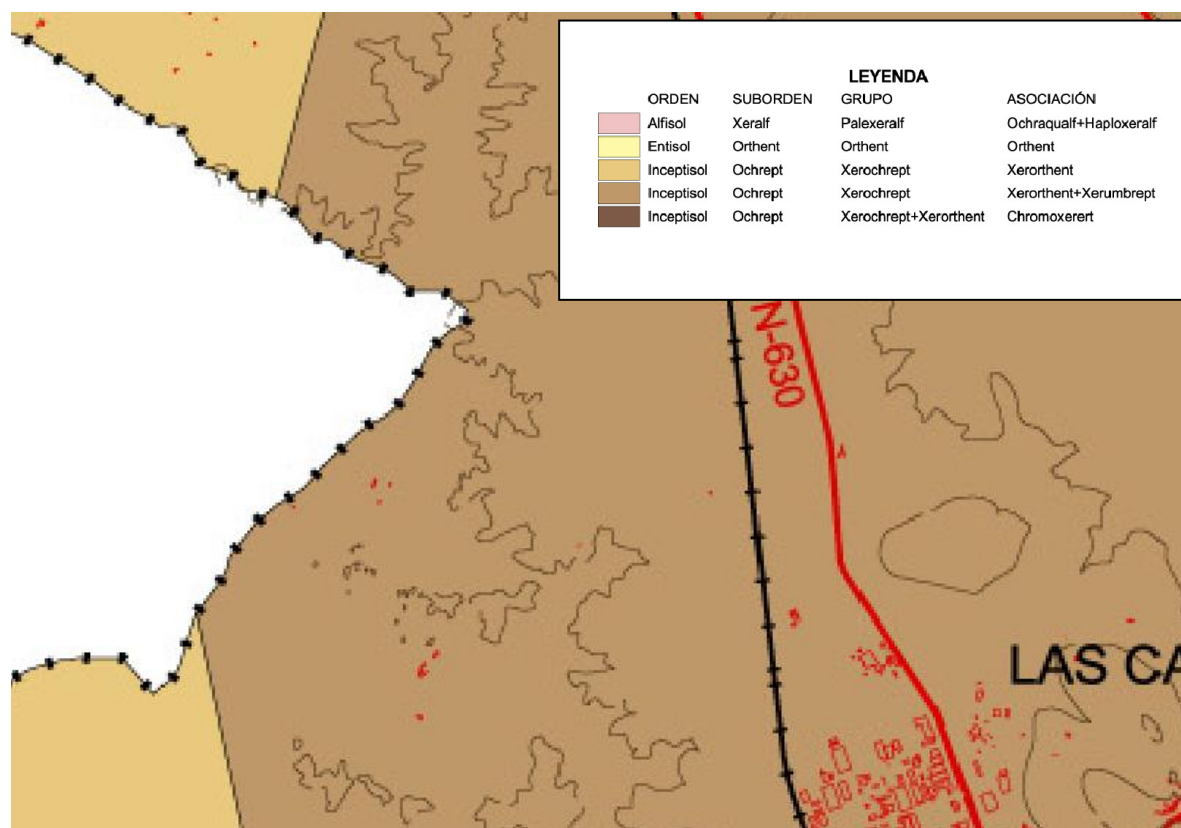 LEYENDA
ORDEN SUBORDEN GRUPO ASOCIACIÓN
Alfisol Xeralf Palexeralf Ochraqualf+Haploxeralf
Entisol Orthent Orthent Orthent
Inceptisol Ochrept Xerochrept Xerorthent
Inceptisol Ochrept Xerochrept Xerorthent+Xerumbrept
Inceptisol Ochrept Xerochrept+Xerorthent Chromoxerert
N-630
LAS CA